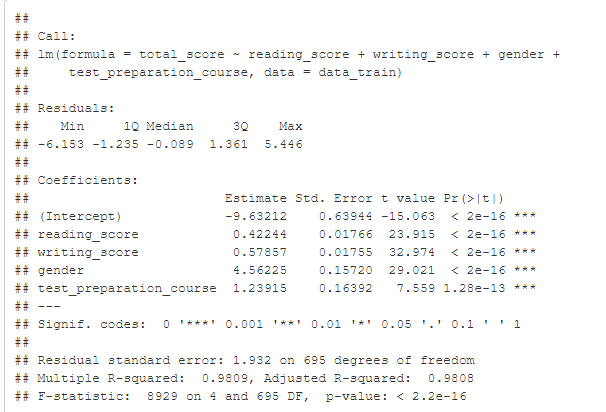 ##
## Call:
## lm(formula = total_score ~ reading_score + writing_score + gender +
##     test_preparation_course, data = data_train)
##
## Residuals:
##    Min     1Q Median     3Q    Max
## -6.153 -1.235 -0.089  1.361  5.446
##
## Coefficients:
##                         Estimate Std. Error t value Pr(>|t|)
## (Intercept)             -9.63212    0.63944 -15.063  < 2e-16 ***
## reading_score            0.42244    0.01766  23.915  < 2e-16 ***
## writing_score            0.57857    0.01755  32.974  < 2e-16 ***
## gender                   4.56225    0.15720  29.021  < 2e-16 ***
## test_preparation_course  1.23915    0.16392   7.559 1.28e-13 ***
## ---
## Signif. codes:  0 '***' 0.001 '**' 0.01 '*' 0.05 '.' 0.1 ' ' 1
##
## Residual standard error: 1.932 on 695 degrees of freedom
## Multiple R-squared:  0.9809, Adjusted R-squared:  0.9808
## F-statistic:  8929 on 4 and 695 DF,  p-value: < 2.2e-16